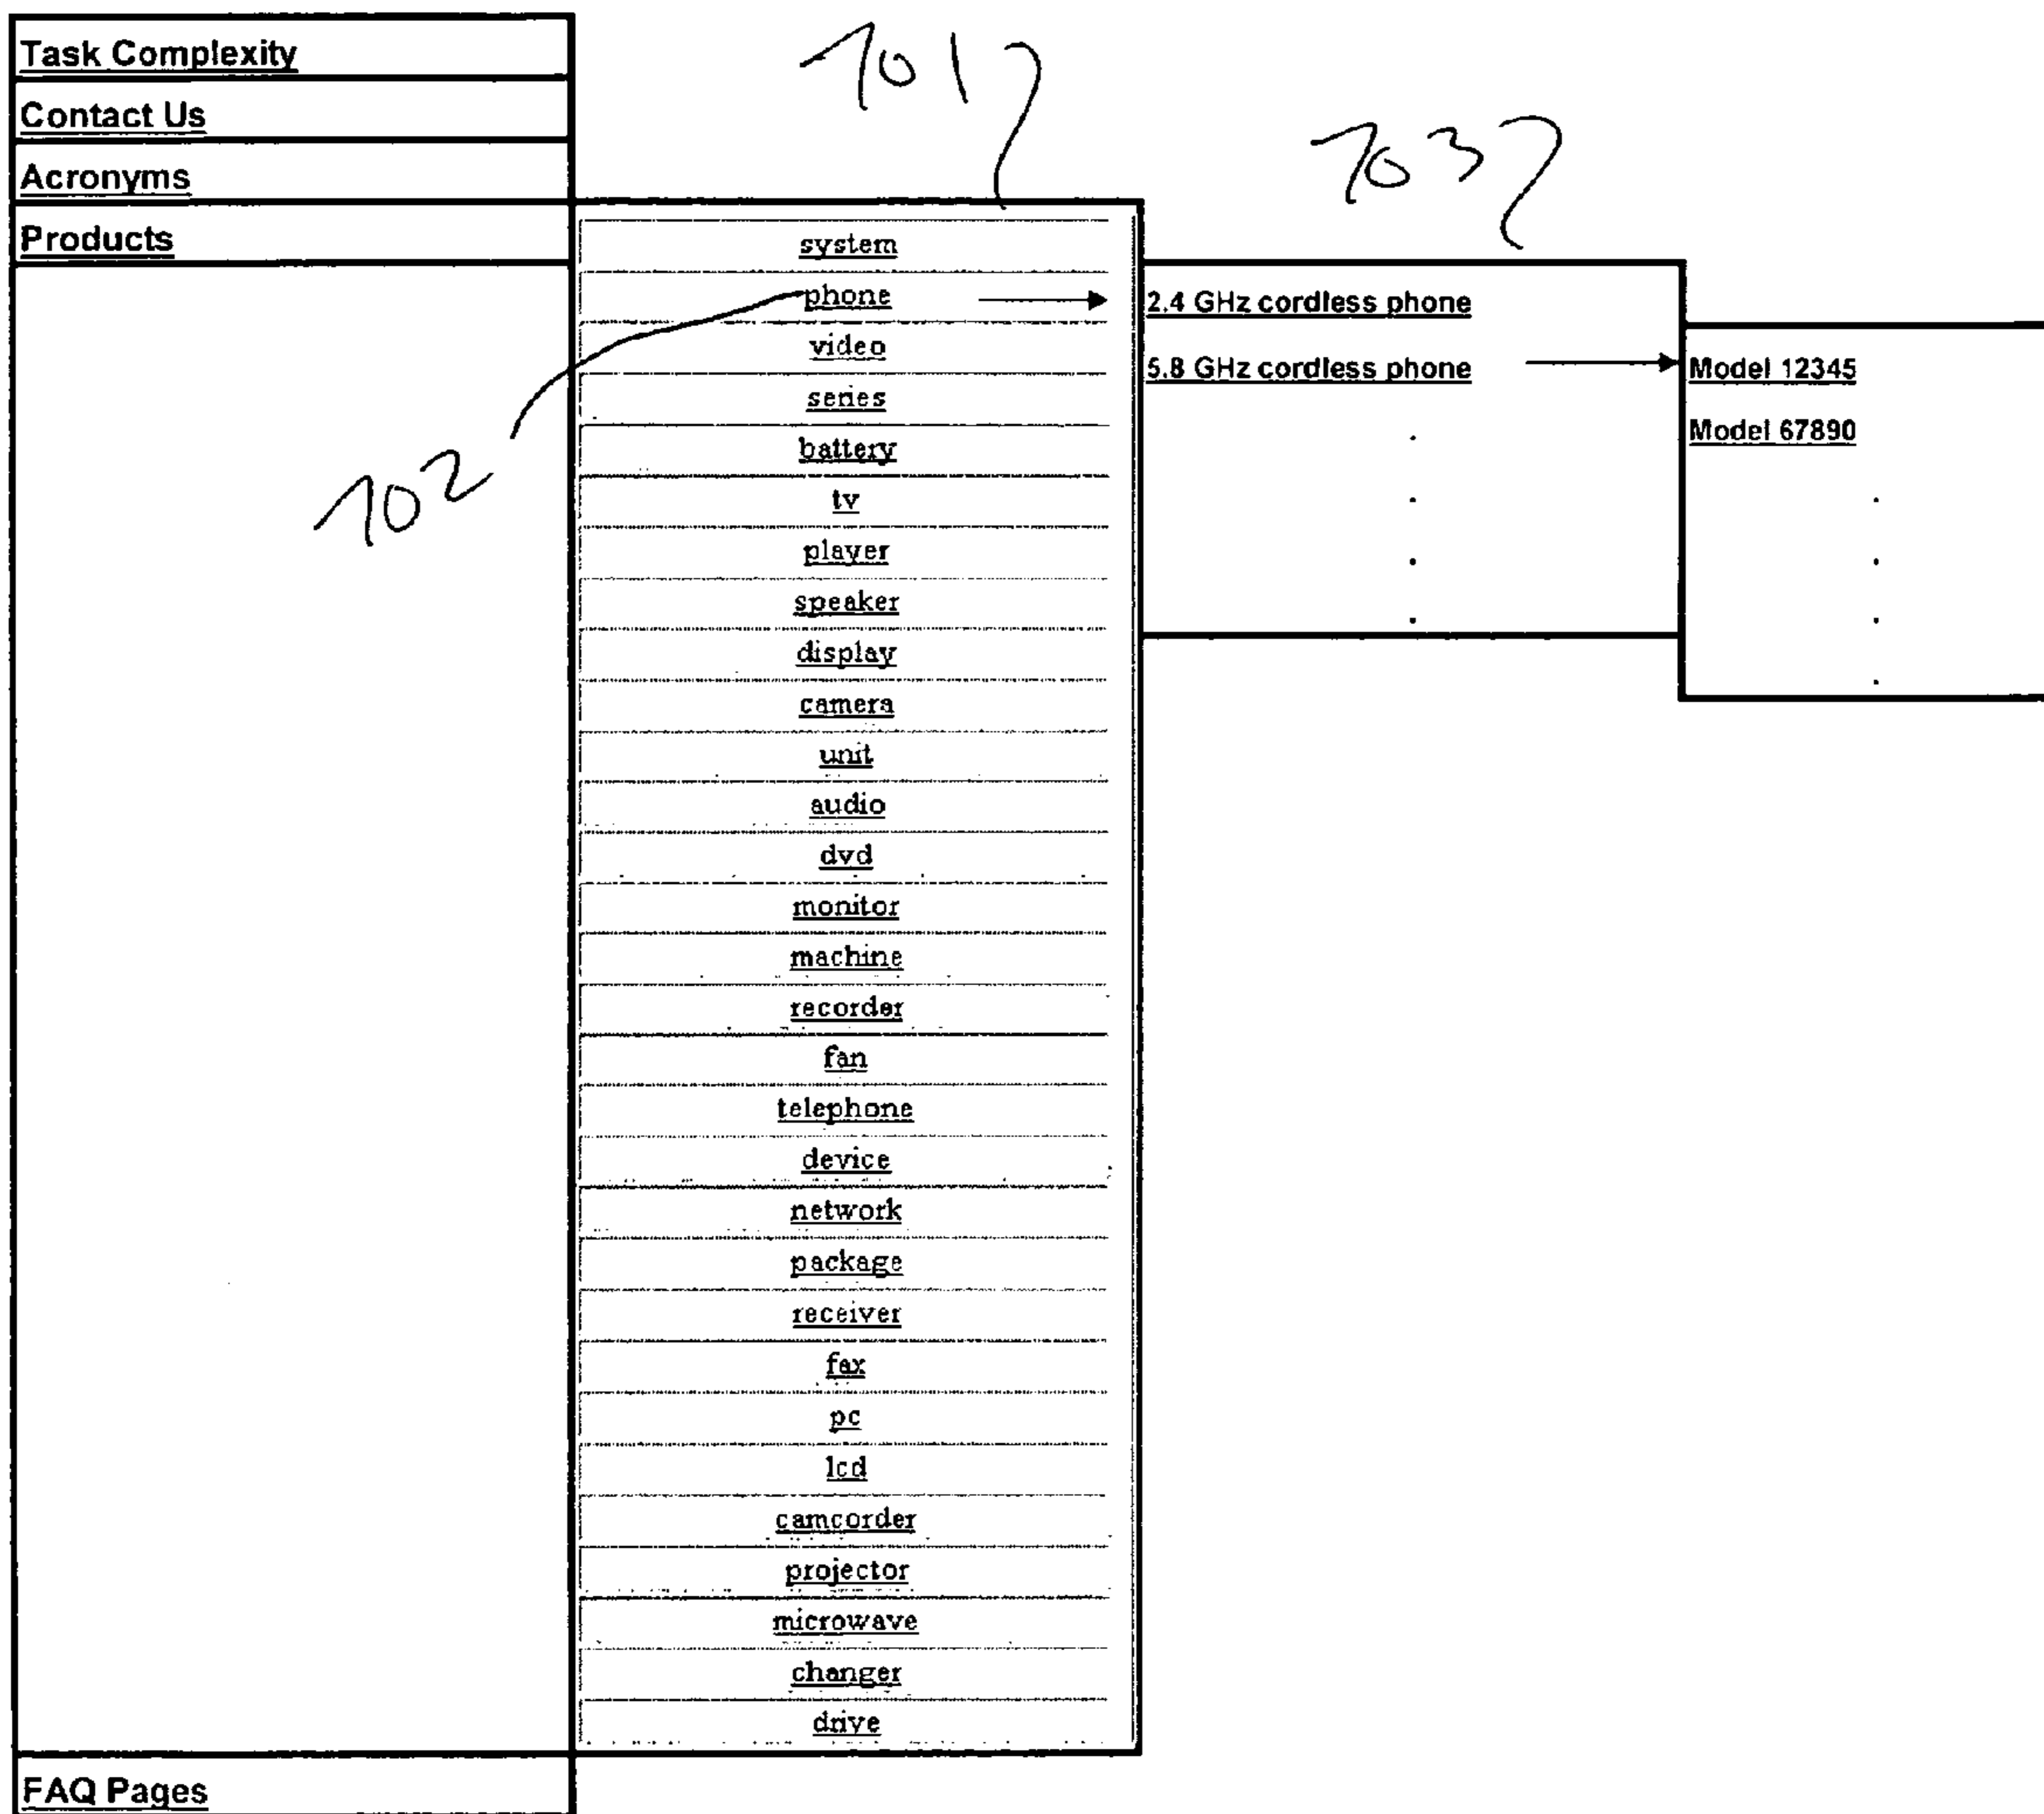 Task Complexity
Contact Us
Acronyms
Products
701
703
702
system
phone
video
series
battery
tv
player
speaker
display
camera
unit
audio
dvd
monitor
machine
recorder
fan
telephone
device
network
package
receiver
fax
pc
lcd
camcorder
projector
microwave
changer
drive
2.4 GHz cordless phone
5.8 GHz cordless phone
Model 12345
Model 67890
FAQ Pages